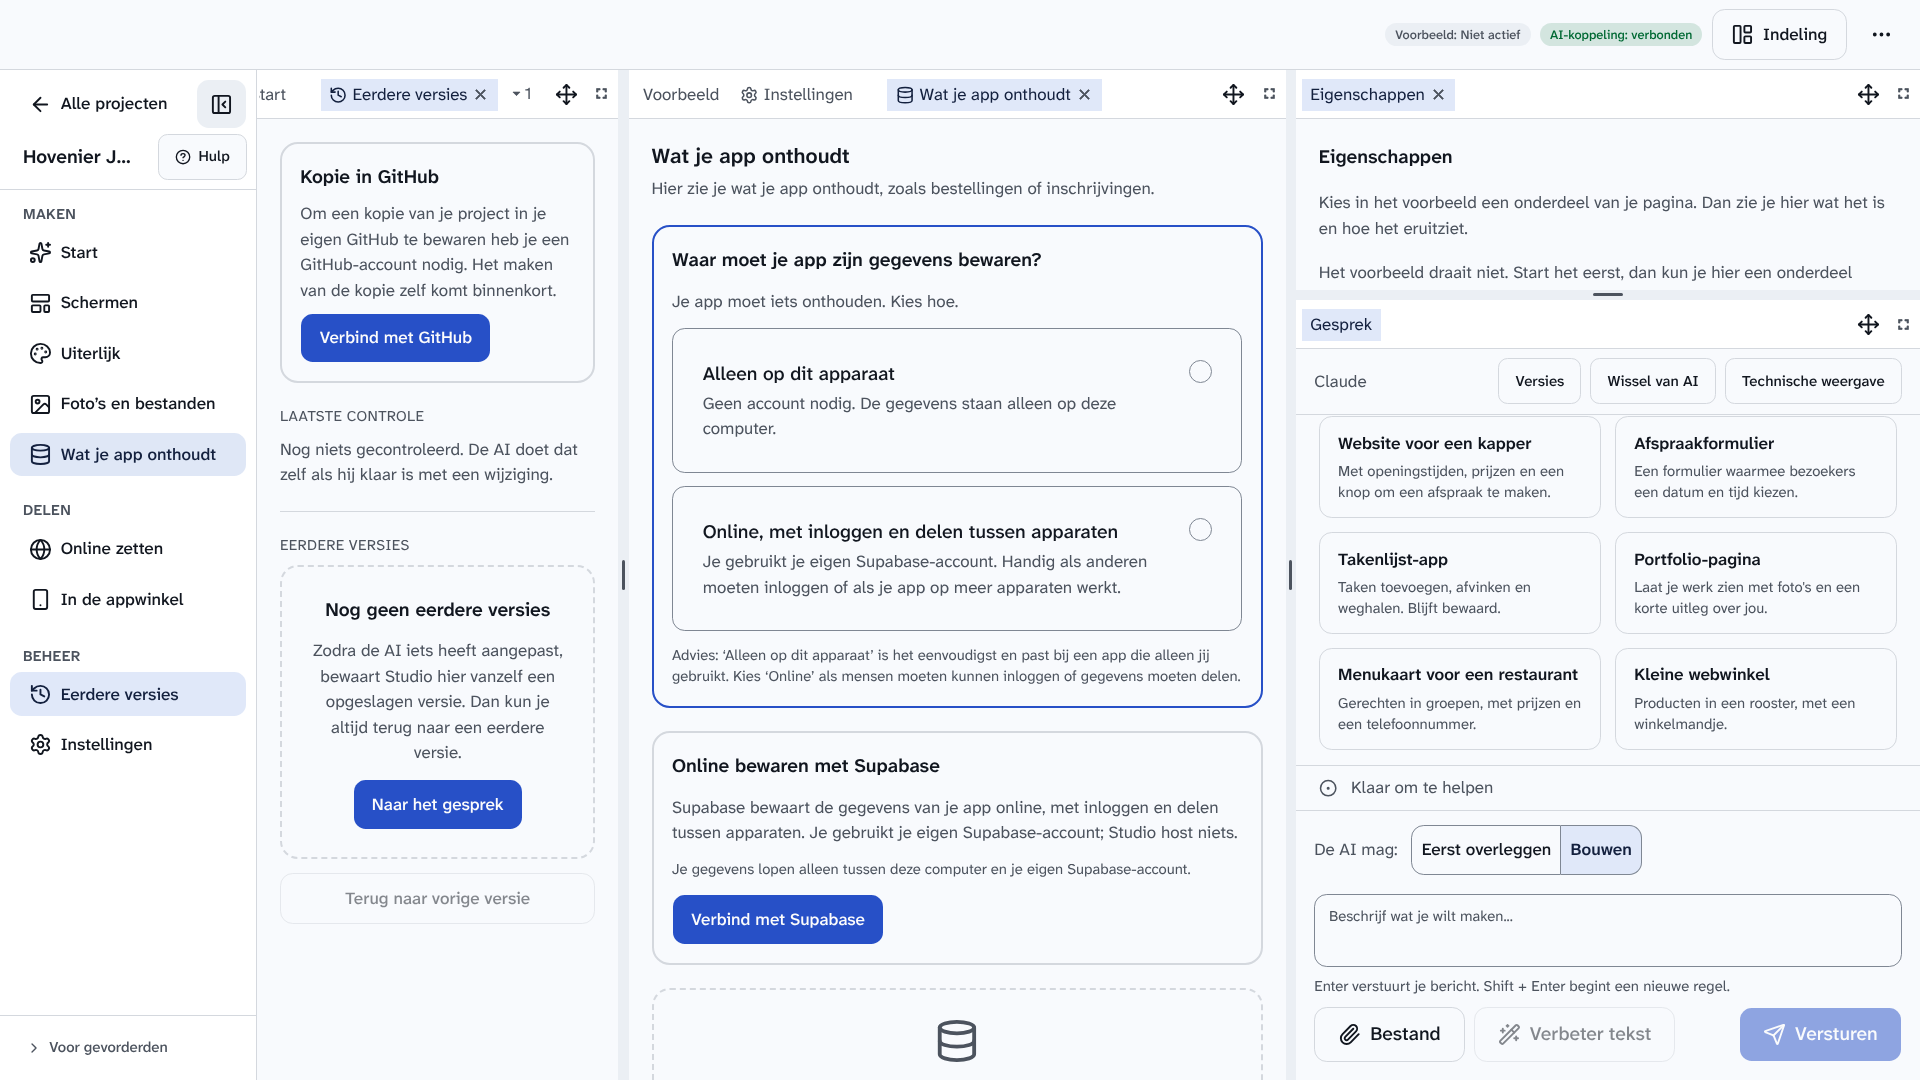 Voorbeeld: Niet actief
AI-koppeling: verbonden
Indeling
Alle projecten
Hovenier J...
Hulp
MAKEN
Start
Schermen
Uiterlijk
Foto's en bestanden
Wat je app onthoudt
DELEN
Online zetten
In de appwinkel
BEHEER
Eerdere versies
Instellingen
Voor gevorderden
tart
Eerdere versies
1
Kopie in GitHub
Om een kopie van je project in je
eigen GitHub te bewaren heb je een
GitHub-account nodig. Het maken
van de kopie zelf komt binnenkort.
Verbind met GitHub
LAATSTE CONTROLE
Nog niets gecontroleerd. De AI doet dat
zelf als hij klaar is met een wijziging.
EERDERE VERSIES
Nog geen eerdere versies
Zodra de AI iets heeft aangepast,
bewaart Studio hier vanzelf een
opgeslagen versie. Dan kun je
altijd terug naar een eerdere
versie.
Naar het gesprek
Terug naar vorige versie
Voorbeeld
Instellingen
Wat je app onthoudt
Wat je app onthoudt
Hier zie je wat je app onthoudt, zoals bestellingen of inschrijvingen.
Waar moet je app zijn gegevens bewaren?
Je app moet iets onthouden. Kies hoe.
Alleen op dit apparaat
Geen account nodig. De gegevens staan alleen op deze
computer.
Online, met inloggen en delen tussen apparaten
Je gebruikt je eigen Supabase-account. Handig als anderen
moeten inloggen of als je app op meer apparaten werkt.
Advies: ‘Alleen op dit apparaat’ is het eenvoudigst en past bij een app die alleen jij
gebruikt. Kies ‘Online’ als mensen moeten kunnen inloggen of gegevens moeten delen.
Online bewaren met Supabase
Supabase bewaart de gegevens van je app online, met inloggen en delen
tussen apparaten. Je gebruikt je eigen Supabase-account; Studio host niets.
Je gegevens lopen alleen tussen deze computer en je eigen Supabase-account.
Verbind met Supabase
Eigenschappen
Eigenschappen
Kies in het voorbeeld een onderdeel van je pagina. Dan zie je hier wat het is
en hoe het eruitziet.
Het voorbeeld draait niet. Start het eerst, dan kun je hier een onderdeel
Gesprek
Claude
Versies
Wissel van AI
Technische weergave
Website voor een kapper
Met openingstijden, prijzen en een
knop om een afspraak te maken.
Afspraakformulier
Een formulier waarmee bezoekers
een datum en tijd kiezen.
Takenlijst-app
Taken toevoegen, afvinken en
weghalen. Blijft bewaard.
Portfolio-pagina
Laat je werk zien met foto's en een
korte uitleg over jou.
Menukaart voor een restaurant
Gerechten in groepen, met prijzen en
een telefoonnummer.
Kleine webwinkel
Producten in een rooster, met een
winkelmandje.
Klaar om te helpen
De AI mag:
Eerst overleggen
Bouwen
Beschrijf wat je wilt maken...
Enter verstuurt je bericht. Shift + Enter begint een nieuwe regel.
Bestand
Verbeter tekst
Versturen